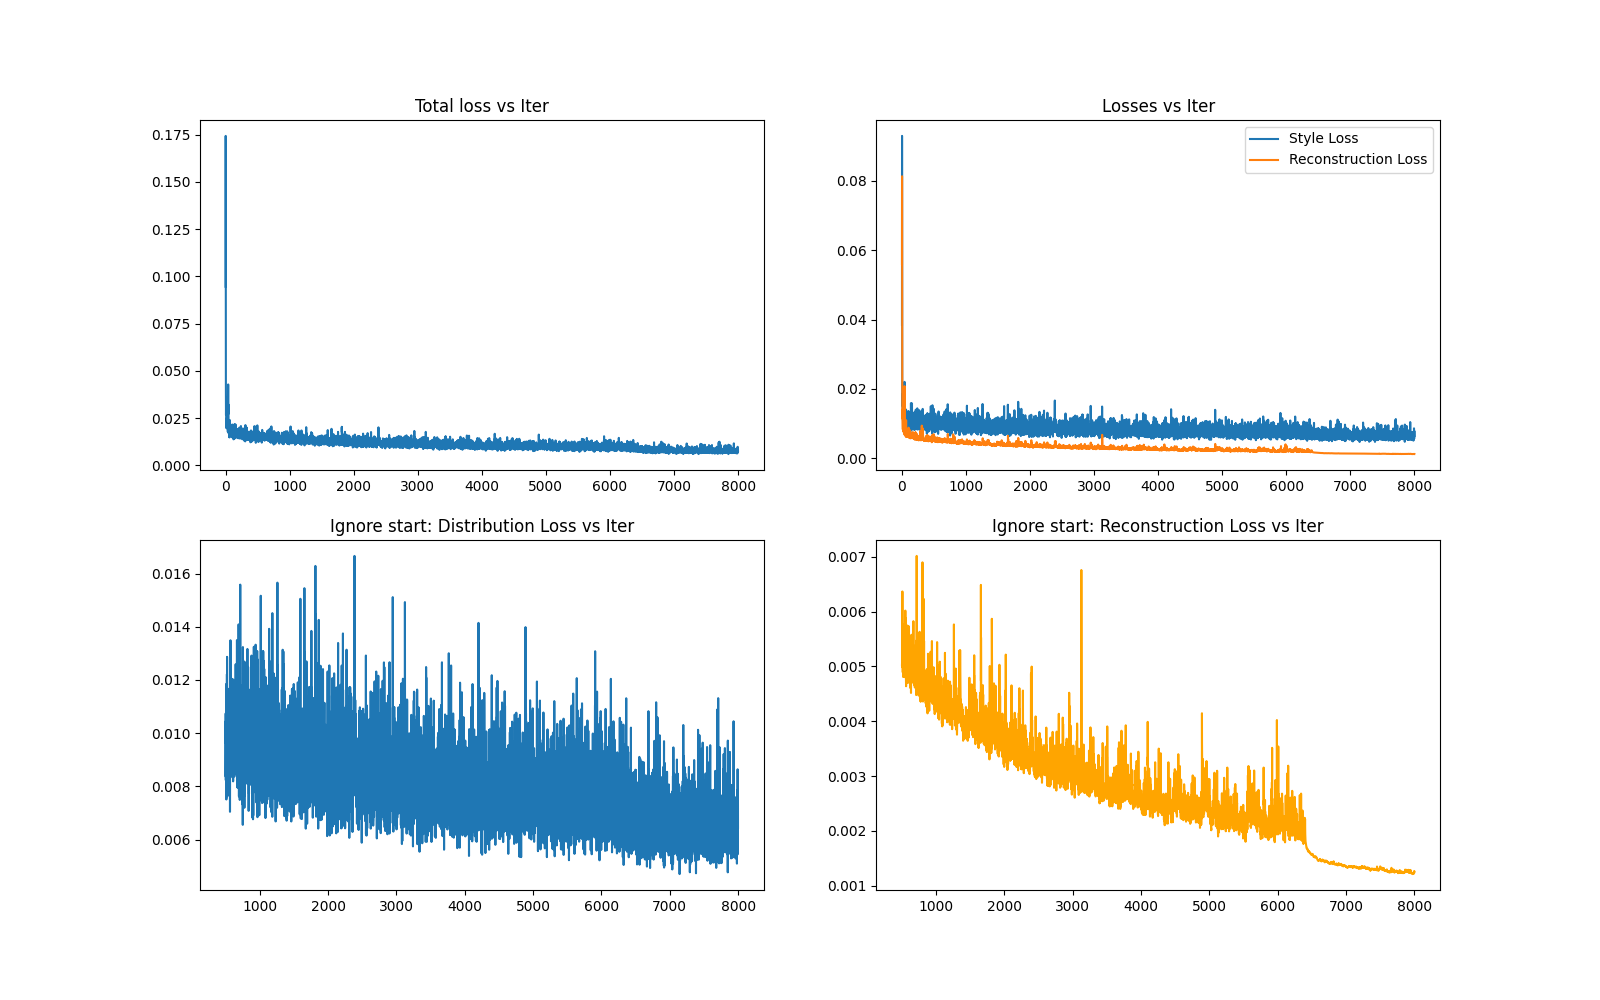 Total loss vs Iter
0.175
0.150
0.125
0.100
0.075
0.050
0.025
0.000
0 1000 2000 3000 4000 5000 6000 7000 8000
Losses vs Iter
Style Loss
Reconstruction Loss
0.08
0.06
0.04
0.02
0.00
0 1000 2000 3000 4000 5000 6000 7000 8000
Ignore start: Distribution Loss vs Iter
0.016
0.014
0.012
0.010
0.008
0.006
1000 2000 3000 4000 5000 6000 7000 8000
Ignore start: Reconstruction Loss vs Iter
0.007
0.006
0.005
0.004
0.003
0.002
0.001
1000 2000 3000 4000 5000 6000 7000 8000